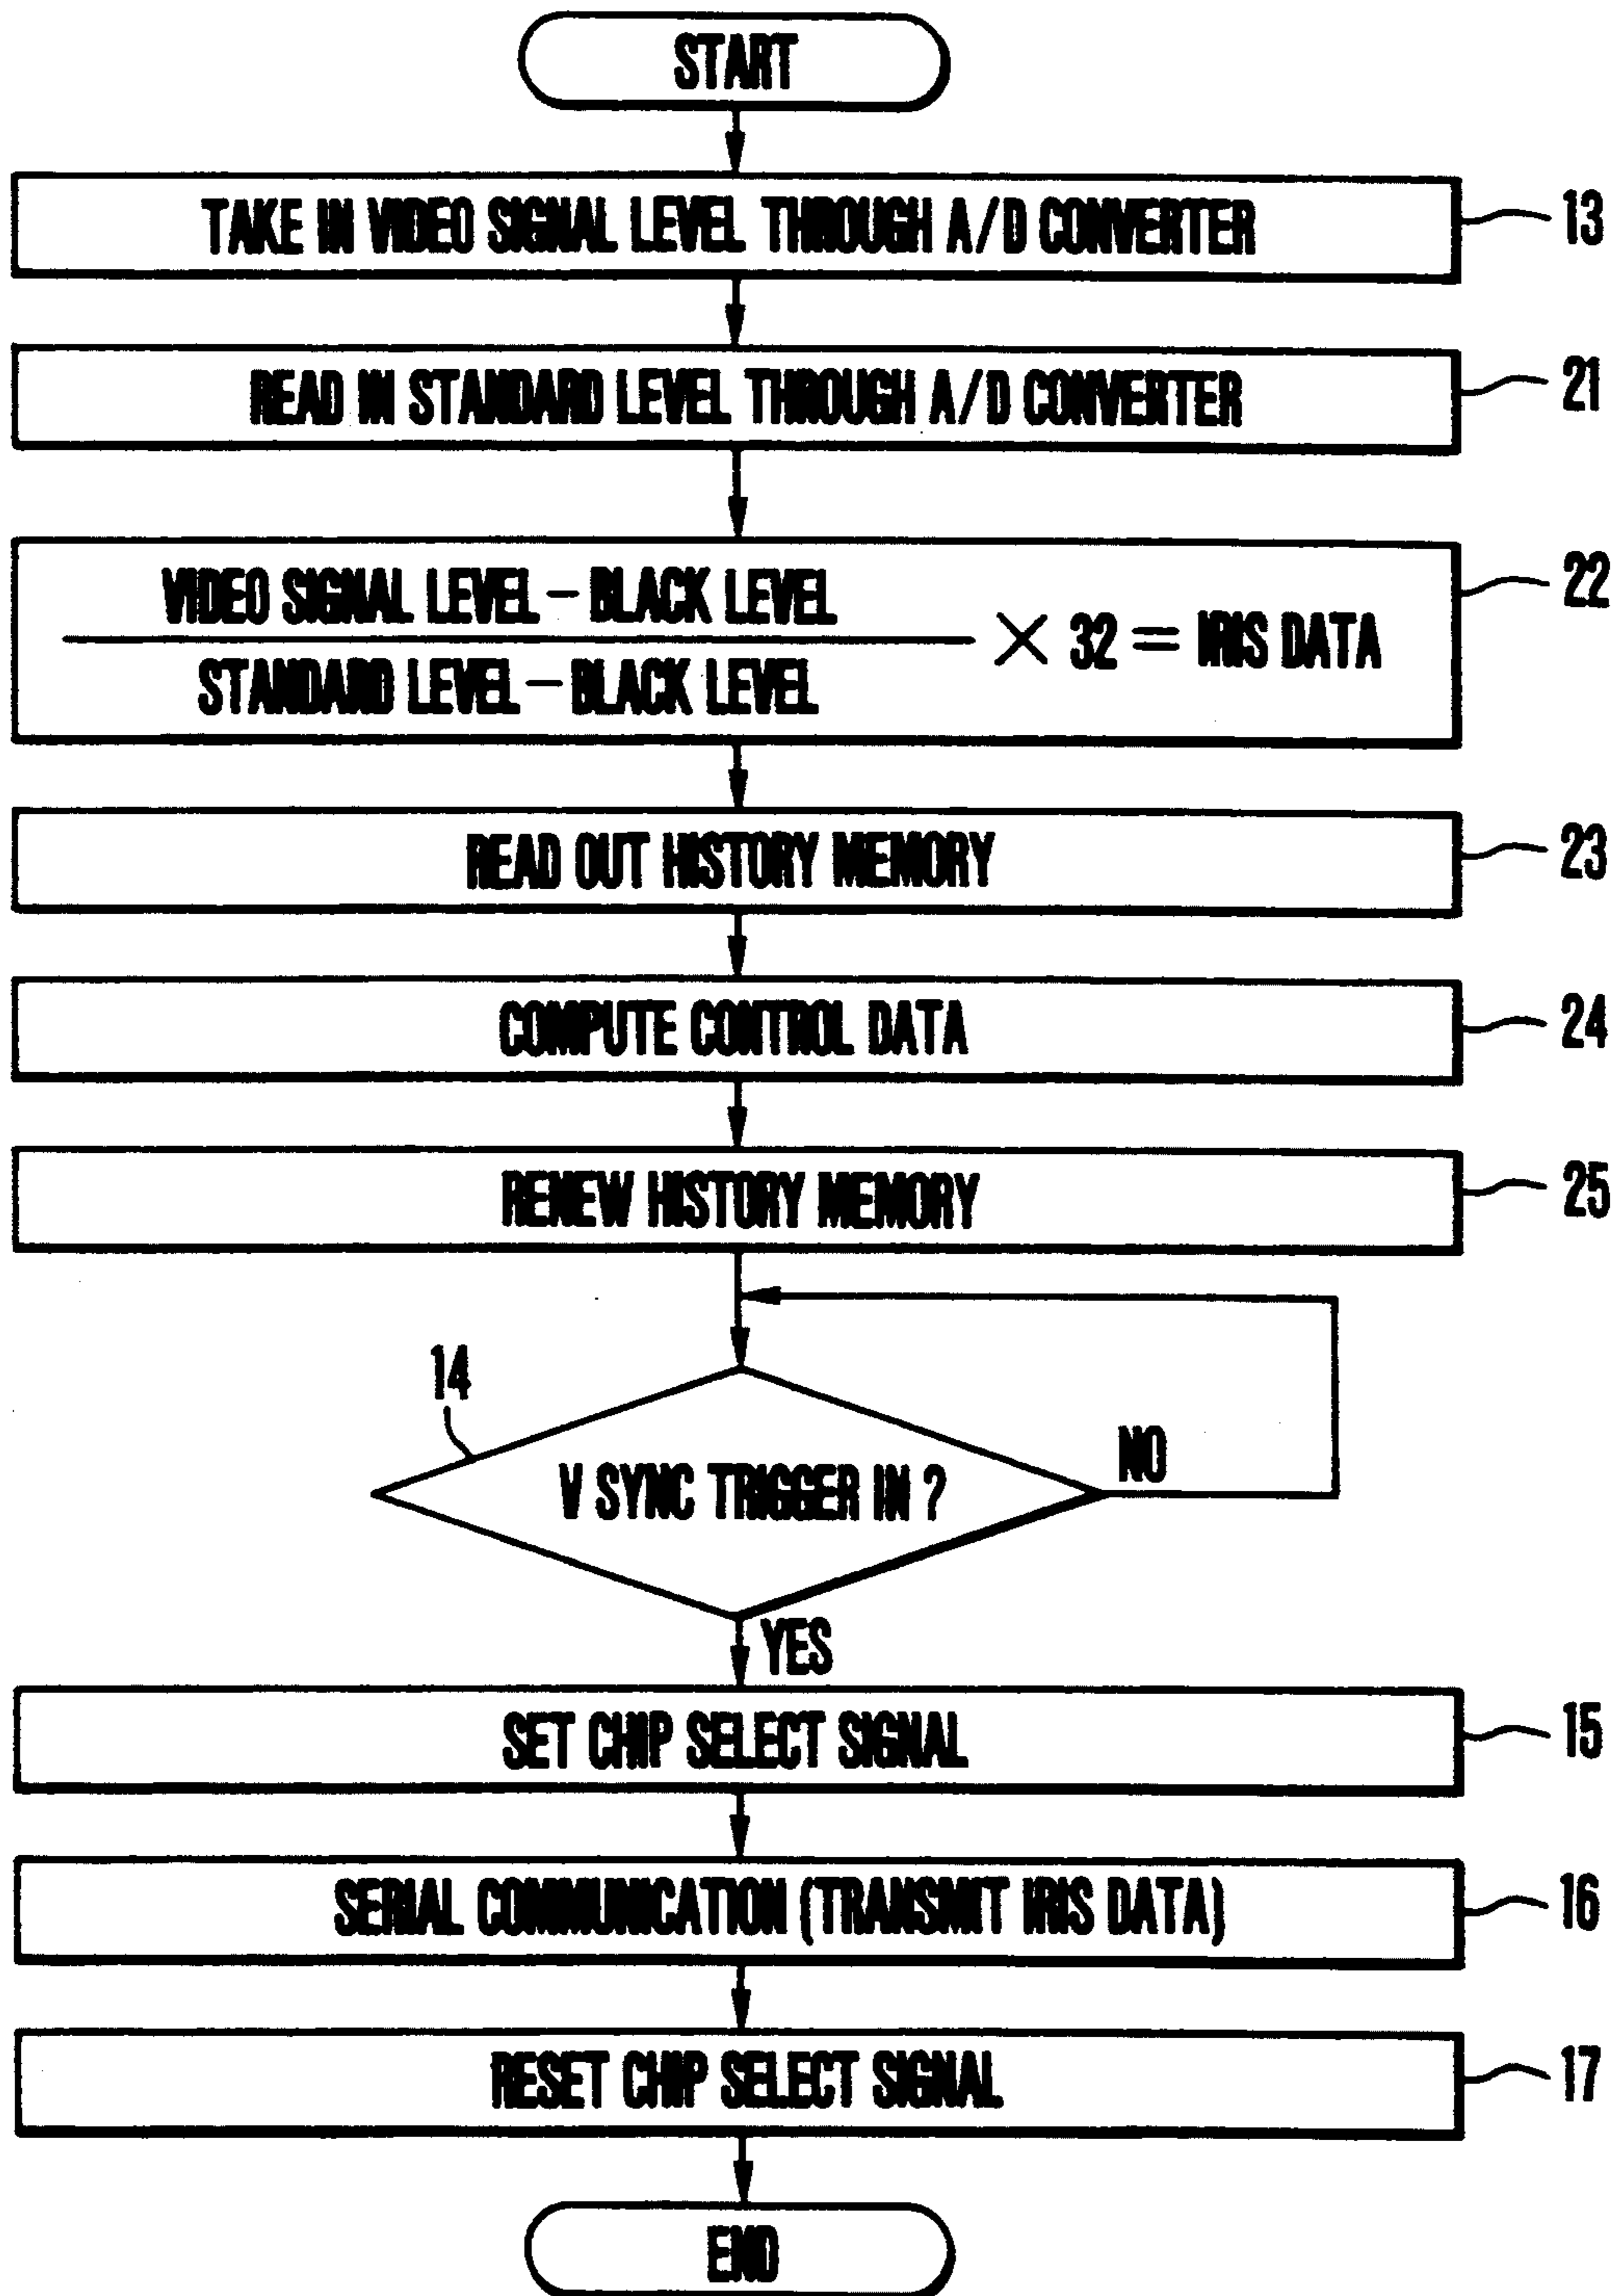 START
TAKE IN VIDEO SIGNAL LEVEL THROUGH A/D CONVERTER
13
READ IN STANDARD LEVEL THROUGH A/D CONVERTER
21
VIDEO SIGNAL LEVEL - BLACK LEVEL
STANDARD LEVEL - BLACK LEVEL
× 32 = IRIS DATA
22
READ OUT HISTORY MEMORY
23
COMPUTE CONTROL DATA
24
RENEW HISTORY MEMORY
25
14
V SYNC TRIGGER IN ?
NO
YES
SET CHIP SELECT SIGNAL
15
SERIAL COMMUNICATION (TRANSMIT IRIS DATA)
16
RESET CHIP SELECT SIGNAL
17
END